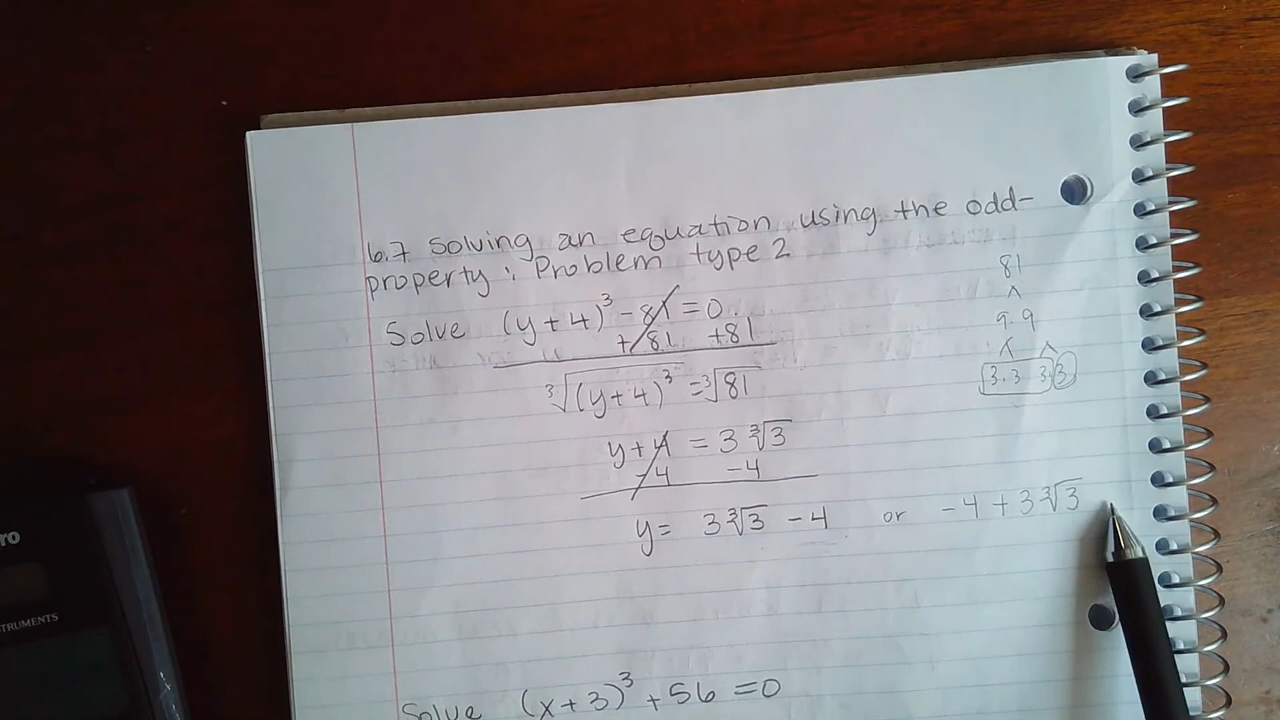 6.7 Solving an equation using the odd-
property: Problem type 2
Solve (y+4)³ - 81 = 0
+81 +81
∛(y+4)³ = ∛81
y+4 = 3∛3
-4 -4
y = 3∛3 - 4 or -4 + 3∛3
81
9·9
3·3 3·3
Solve (x+3)³ + 56 = 0
ro
TRUMENTS